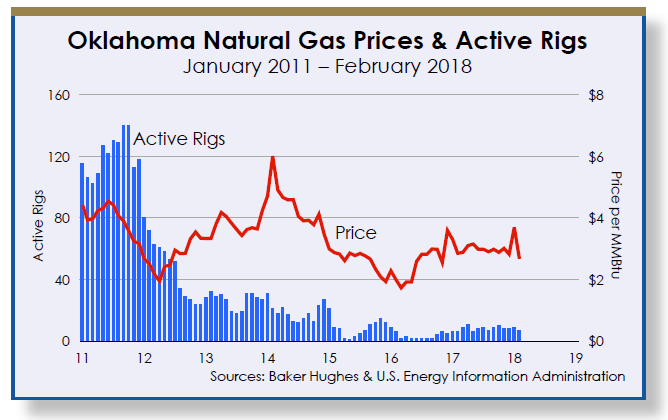 Oklahoma Natural Gas Prices & Active Rigs
January 2011 – February 2018
160
$8
Active Rigs
120
$6
80
$4
Price
Active Rigs
Price per MMBtu
40
$2
0
$0
11 12 13 14 15 16 17 18 19
Sources: Baker Hughes & U.S. Energy Information Administration